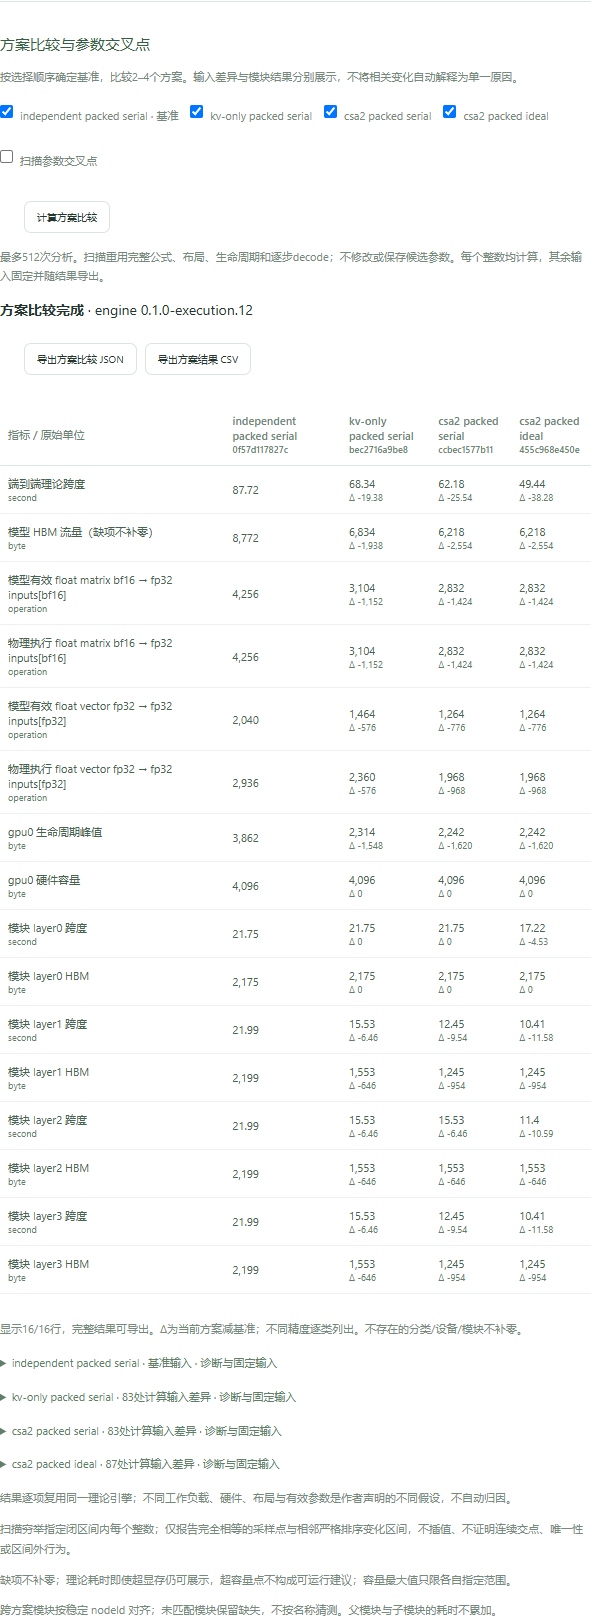 方案比较与参数交叉点
按选择顺序确定基准，比较2–4个方案。输入差异与模块结果分别展示，不将相关变化自动解释为单一原因。
independent packed serial · 基准 kv-only packed serial csa2 packed serial csa2 packed ideal
扫描参数交叉点
计算方案比较
最多512次分析。扫描重用完整公式、布局、生命周期和逐步decode；不修改或保存候选参数。每个整数均计算，其余输
入固定并随结果导出。
方案比较完成 · engine 0.1.0-execution.12
导出方案比较 JSON 导出方案结果 CSV
指标 / 原始单位 independent packed serial 0f57d117827c kv-only packed serial bec2716a9be8 csa2 packed serial ccbec1577b11 csa2 packed ideal 455c968e450e
端到端理论跨度 87.72 68.34 62.18 49.44
second Δ -19.38 Δ -25.54 Δ -38.28
模型 HBM 流量（缺项不补零） 8,772 6,834 6,218 6,218
byte Δ -1,938 Δ -2,554 Δ -2,554
模型有效 float matrix bf16 → fp32
inputs[bf16] 4,256 3,104 2,832 2,832
operation Δ -1,152 Δ -1,424 Δ -1,424
物理执行 float matrix bf16 → fp32
inputs[bf16] 4,256 3,104 2,832 2,832
operation Δ -1,152 Δ -1,424 Δ -1,424
模型有效 float vector fp32 → fp32
inputs[fp32] 2,040 1,464 1,264 1,264
operation Δ -576 Δ -776 Δ -776
物理执行 float vector fp32 → fp32
inputs[fp32] 2,936 2,360 1,968 1,968
operation Δ -576 Δ -968 Δ -968
gpu0 生命周期峰值 3,862 2,314 2,242 2,242
byte Δ -1,548 Δ -1,620 Δ -1,620
gpu0 硬件容量 4,096 4,096 4,096 4,096
byte Δ 0 Δ 0 Δ 0
模块 layer0 跨度 21.75 21.75 21.75 17.22
second Δ 0 Δ 0 Δ -4.53
模块 layer0 HBM 2,175 2,175 2,175 2,175
byte Δ 0 Δ 0 Δ 0
模块 layer1 跨度 21.99 15.53 12.45 10.41
second Δ -6.46 Δ -9.54 Δ -11.58
模块 layer1 HBM 2,199 1,553 1,245 1,245
byte Δ -646 Δ -954 Δ -954
模块 layer2 跨度 21.99 15.53 15.53 11.4
second Δ -6.46 Δ -6.46 Δ -10.59
模块 layer2 HBM 2,199 1,553 1,553 1,553
byte Δ -646 Δ -646 Δ -646
模块 layer3 跨度 21.99 15.53 12.45 10.41
second Δ -6.46 Δ -9.54 Δ -11.58
模块 layer3 HBM 2,199 1,553 1,245 1,245
byte Δ -646 Δ -954 Δ -954
显示16/16行，完整结果可导出。Δ为当前方案减基准；不同精度逐类列出。不存在的分类/设备/模块不补零。
independent packed serial · 基准输入 · 诊断与固定输入
kv-only packed serial · 83处计算输入差异 · 诊断与固定输入
csa2 packed serial · 83处计算输入差异 · 诊断与固定输入
csa2 packed ideal · 87处计算输入差异 · 诊断与固定输入
结果逐项复用同一理论引擎；不同工作负载、硬件、布局与有效参数是作者声明的不同假设，不自动归因。
扫描穷举指定闭区间内每个整数；仅报告完全相等的采样点与相邻严格排序变化区间，不插值、不证明连续交点、唯一性
或区间外行为。
缺项不补零；理论耗时即使超显存仍可展示，超容量点不构成可运行建议；容量最大值只限各自指定范围。
跨方案模块按稳定 nodeId 对齐；未匹配模块保留缺失，不按名称猜测。父模块与子模块的耗时不累加。